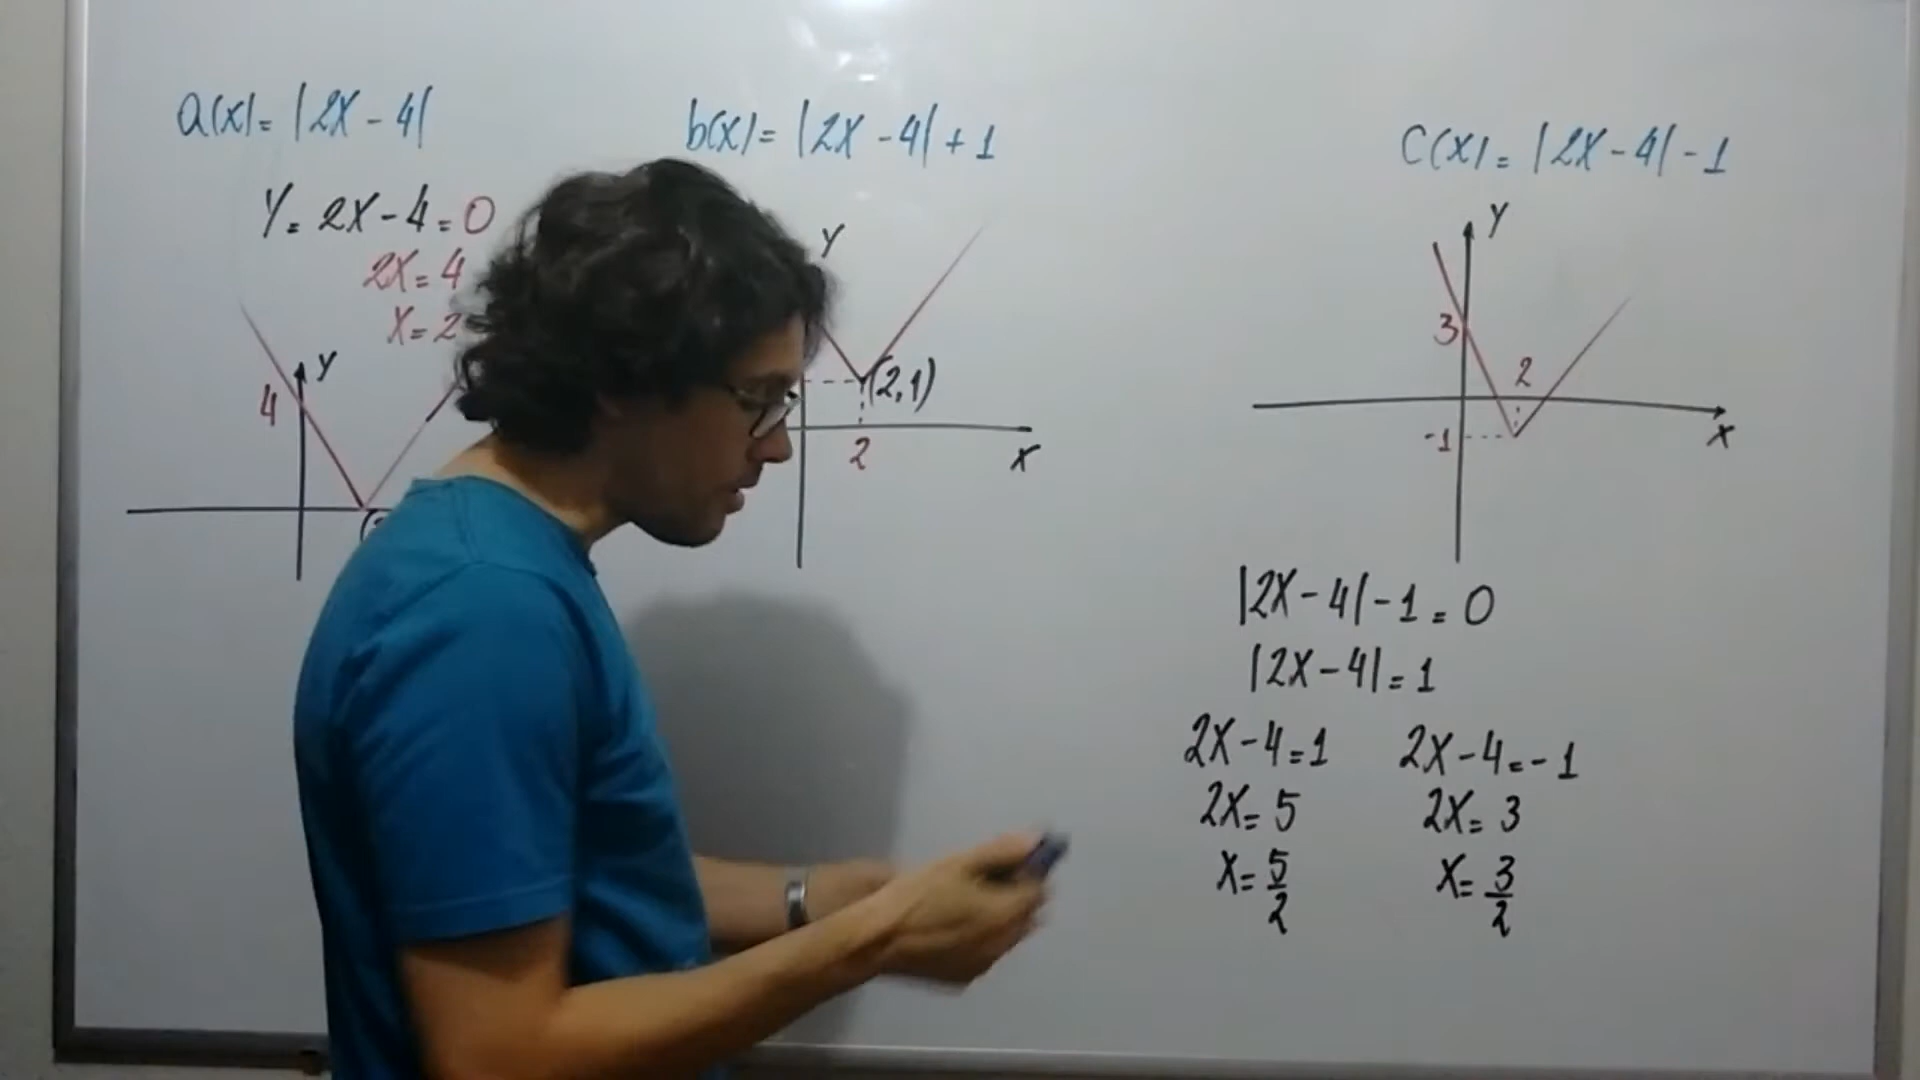 a(x) = |2x - 4|
y = 2x - 4 = 0
2x = 4
x = 2
y
4
b(x) = |2x - 4| + 1
y
(2,1)
2
x
c(x) = |2x - 4| - 1
y
3
2
-1
x
|2x - 4| - 1 = 0
|2x - 4| = 1
2x - 4 = 1 2x - 4 = -1
2x = 5 2x = 3
x = 5/2 x = 3/2